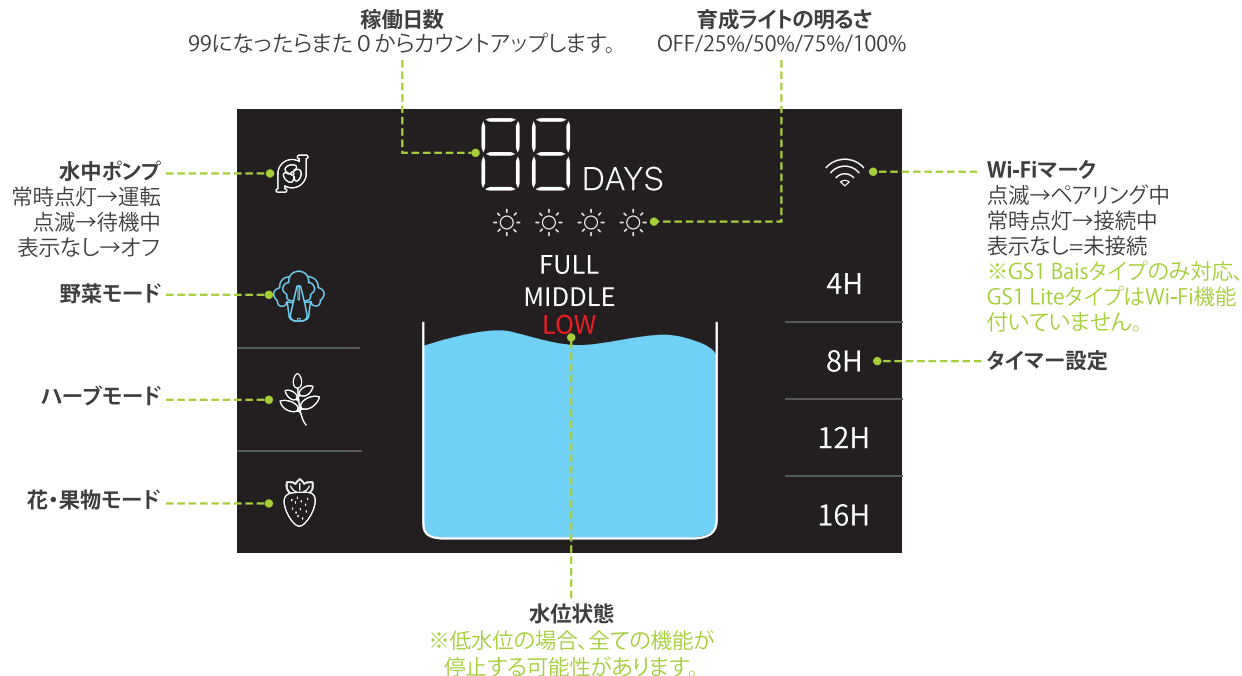 稼働日数
99になったらまた 0 からカウントアップします。
育成ライトの明るさ
OFF/25%/50%/75%/100%
水中ポンプ
常時点灯→運転
点滅→待機中
表示なし→オフ
野菜モード
ハーブモード
花・果物モード
88 DAYS
FULL
MIDDLE
LOW
4H
8H
12H
16H
Wi-Fiマーク
点滅→ペアリング中
常時点灯→接続中
表示なし=未接続
※GS1 Baisタイプのみ対応、
GS1 LiteタイプはWi-Fi機能
付いていません。
タイマー設定
水位状態
※低水位の場合、全ての機能が
停止する可能性があります。